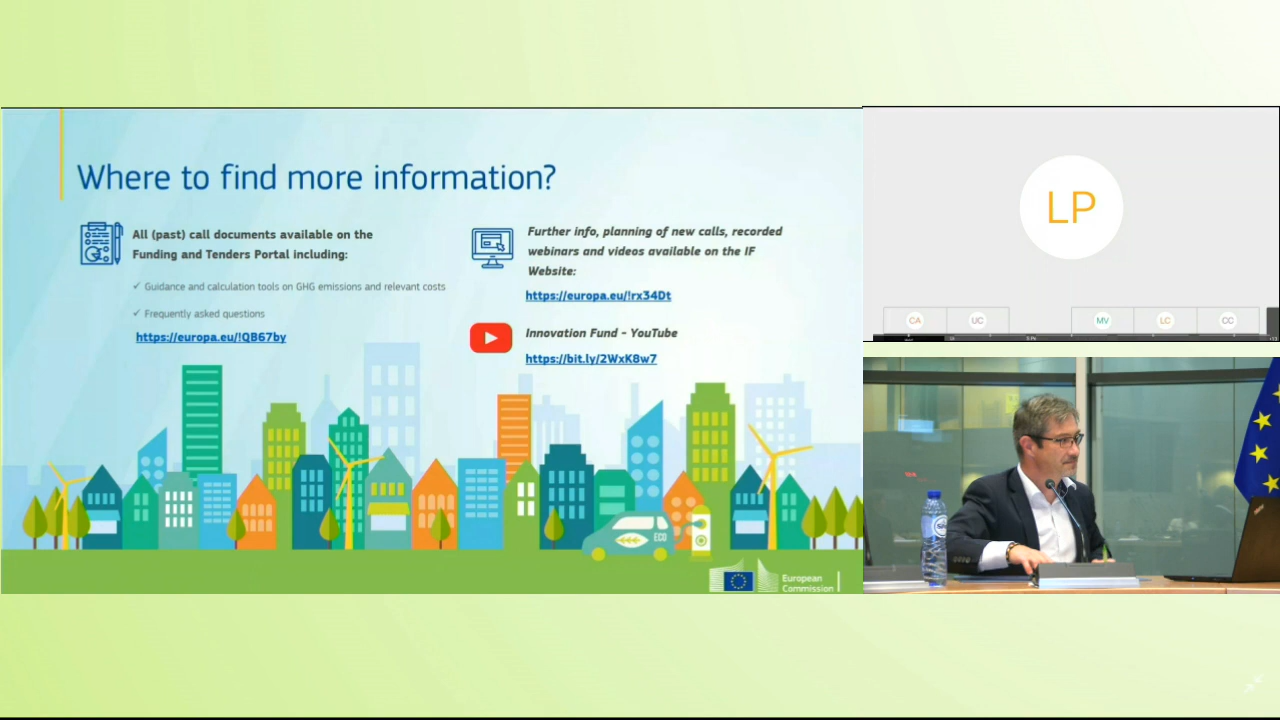 Where to find more information?
All (past) call documents available on the
Funding and Tenders Portal including:
✓ Guidance and calculation tools on GHG emissions and relevant costs
✓ Frequently asked questions
https://europa.eu/!QB67by
Further info, planning of new calls, recorded
webinars and videos available on the IF
Website:
https://europa.eu/!rx34Dt
Innovation Fund - YouTube
https://bit.ly/2WxK8w7
ECO
European
Commission
LP
CA
UC
MV
LC
CC